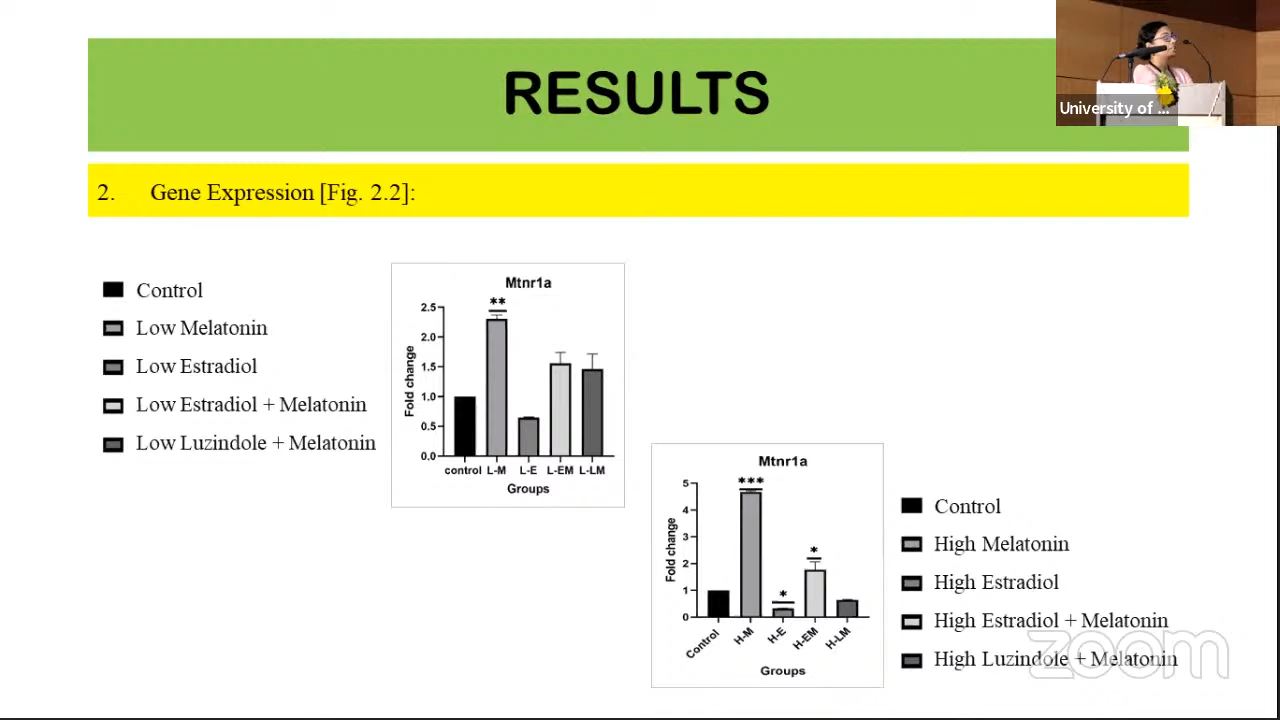 RESULTS
University of ...
2. Gene Expression [Fig. 2.2]:
Control
Low Melatonin
Low Estradiol
Low Estradiol + Melatonin
Low Luzindole + Melatonin
Mtnr1a
**
2.5
2.0
1.5
1.0
0.5
0.0
Fold change
control L-M L-E L-EM L-LM
Groups
Mtnr1a
***
*
*
5
4
3
2
1
0
Fold change
Control H-M H-E H-EM H-LM
Groups
Control
High Melatonin
High Estradiol
High Estradiol + Melatonin
High Luzindole + Melatonin
zoom